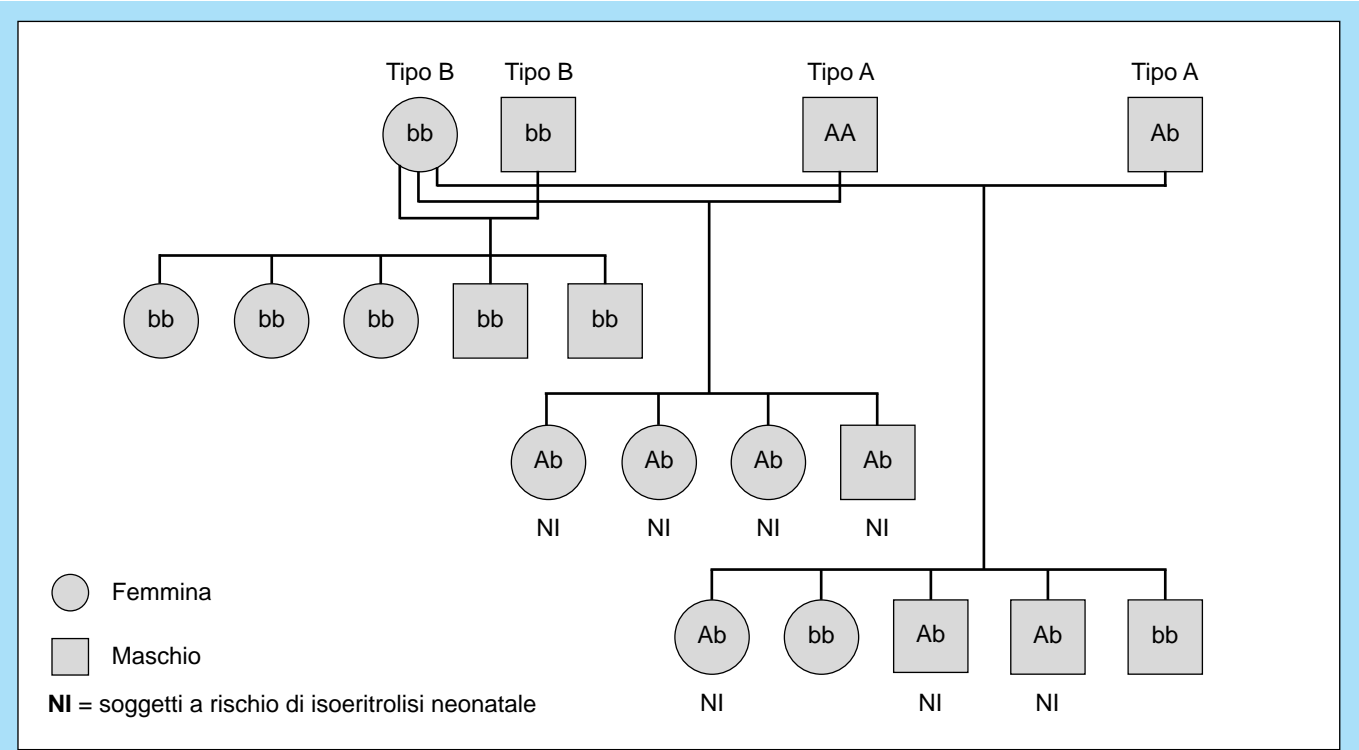 Tipo B Tipo B Tipo A Tipo A
bb bb AA Ab
bb bb bb bb bb
Ab Ab Ab Ab
NI NI NI NI
Femmina
Ab bb Ab Ab bb
Maschio
NI = soggetti a rischio di isoeritrolisi neonatale
NI NI NI